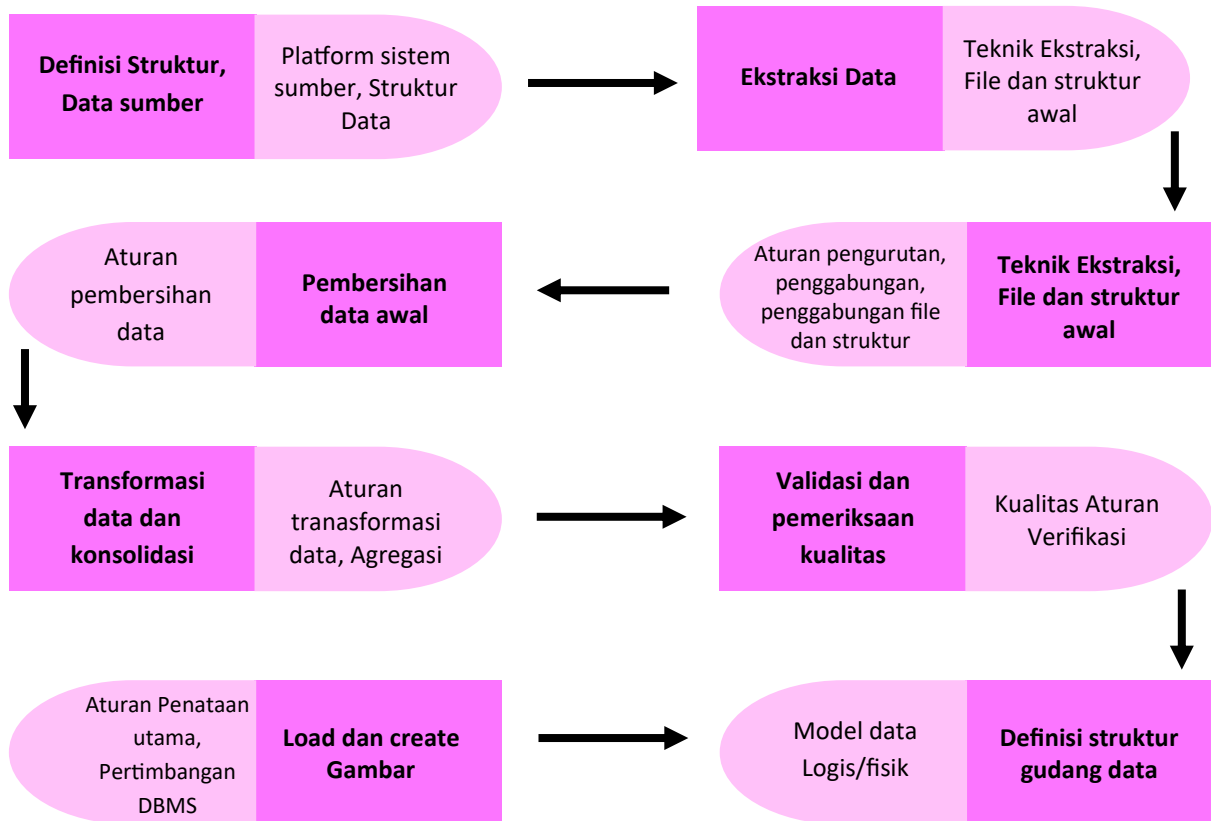 Definisi Struktur,
Data sumber
Platform sistem
sumber, Struktur
Data
Ekstraksi Data
Teknik Ekstraksi,
File dan struktur
awal
Aturan
pembersihan
data
Pembersihan
data awal
Aturan pengurutan,
penggabungan,
penggabungan file
dan struktur
Teknik Ekstraksi,
File dan struktur
awal
Transformasi
data dan
konsolidasi
Aturan
tranasformasi
data, Agregasi
Validasi dan
pemeriksaan
kualitas
Kualitas Aturan
Verifikasi
Aturan Penataan
utama,
Pertimbangan
DBMS
Load dan create
Gambar
Model data
Logis/fisik
Definisi struktur
gudang data